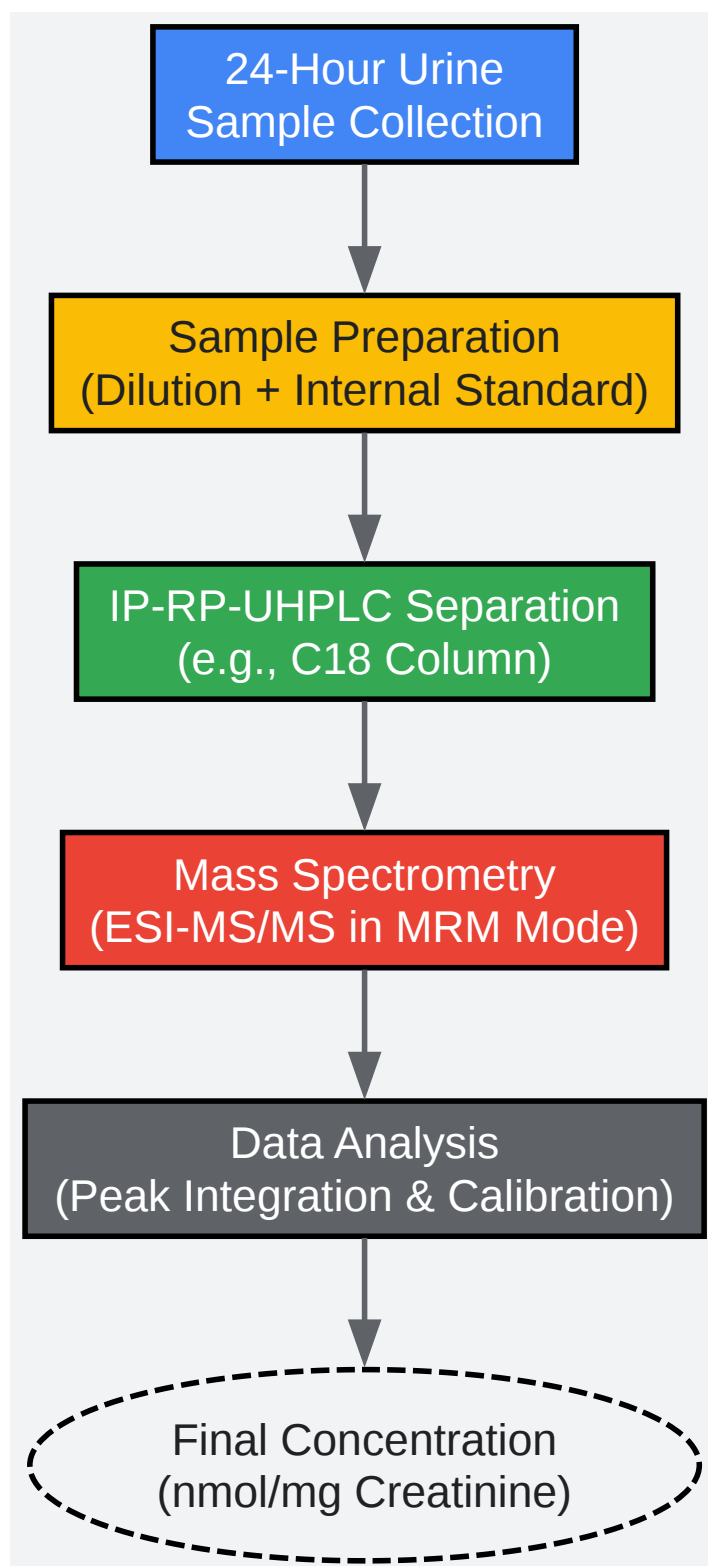 24-Hour Urine
Sample Collection
Sample Preparation
(Dilution + Internal Standard)
IP-RP-UHPLC Separation
(e.g., C18 Column)
Mass Spectrometry
(ESI-MS/MS in MRM Mode)
Data Analysis
(Peak Integration & Calibration)
Final Concentration
(nmol/mg Creatinine)